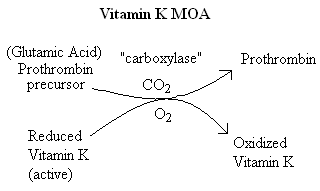 Vitamin K MOA
(Glutamic Acid)
Prothrombin
precursor
"carboxylase"
Prothrombin
CO2
O2
Reduced
Vitamin K
(active)
Oxidized
Vitamin K